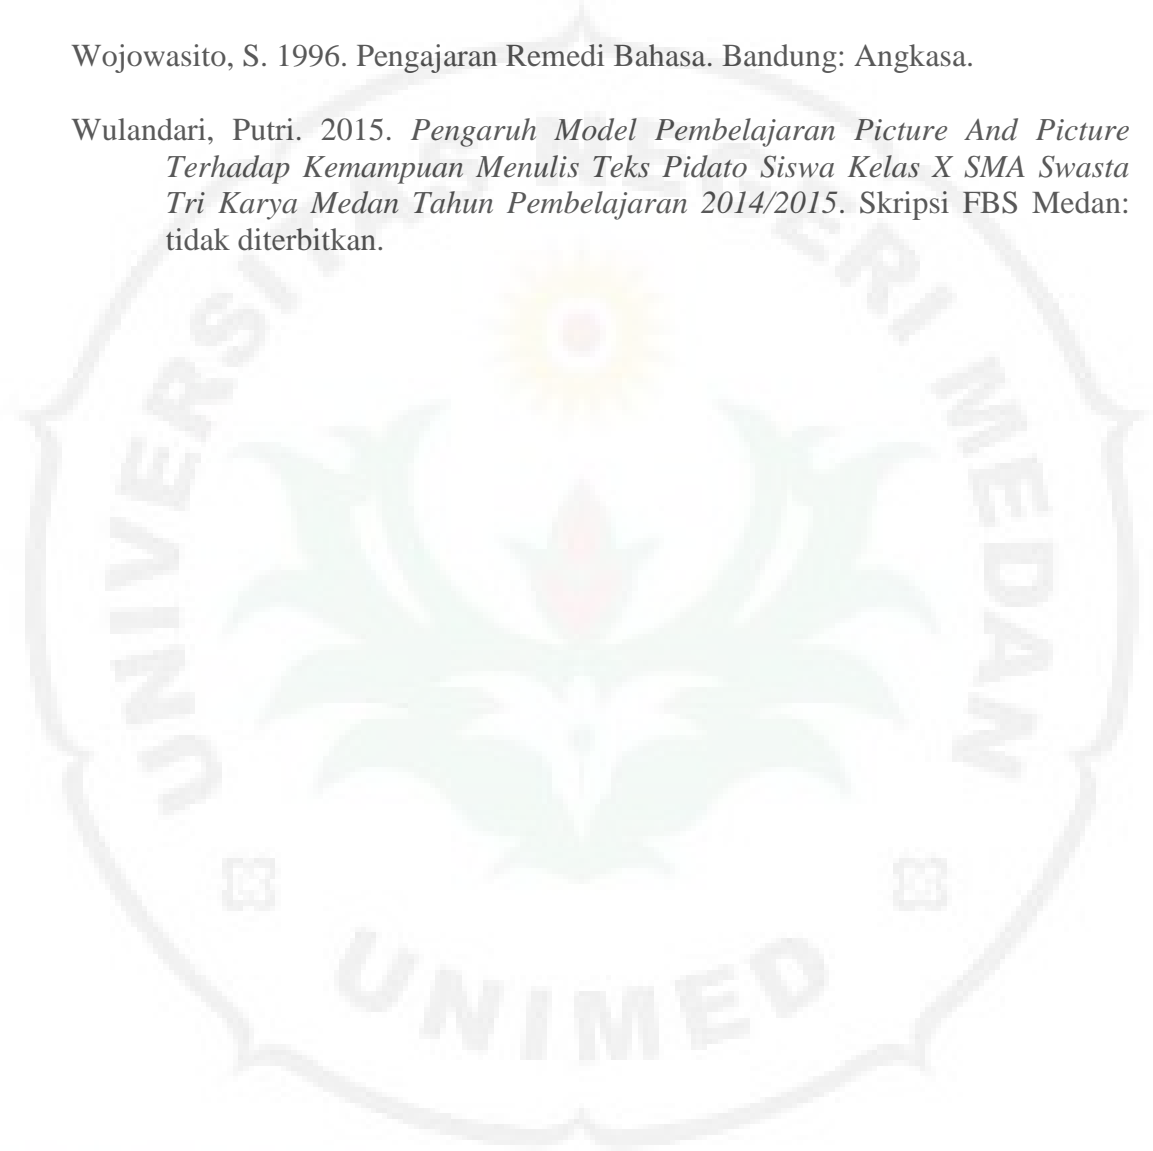 Wojowasito, S. 1996. Pengajaran Remedi Bahasa. Bandung: Angkasa.
Wulandari, Putri. 2015. Pengaruh Model Pembelajaran Picture And Picture
Terhadap Kemampuan Menulis Teks Pidato Siswa Kelas X SMA Swasta
Tri Karya Medan Tahun Pembelajaran 2014/2015. Skripsi FBS Medan:
tidak diterbitkan.
UNIVERSITAS NEGERI MEDAN
UNIMED